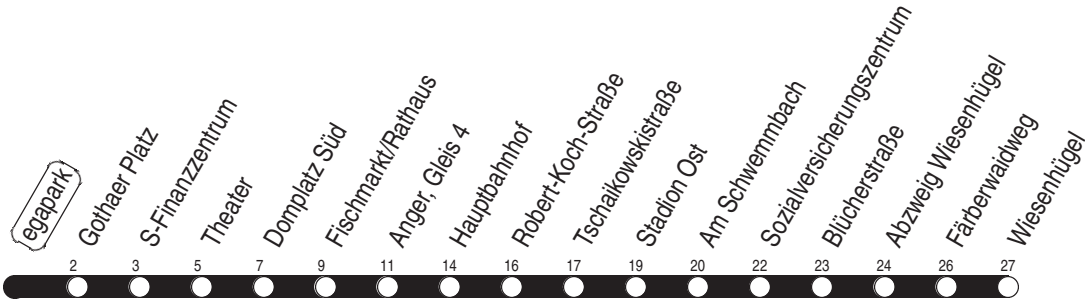 egapark
Gothaer Platz
S-Finanzzentrum
Theater
Domplatz Süd
Fischmarkt/Rathaus
Anger, Gleis 4
Hauptbahnhof
Robert-Koch-Straße
Tschaikowskistraße
Stadion Ost
Am Schwemmbach
Sozialversicherungszentrum
Blücherstraße
Abzweig Wiesenhügel
Färberwaidweg
Wiesenhügel
2 3 5 7 9 11 14 16 17 19 20 22 23 24 26 27